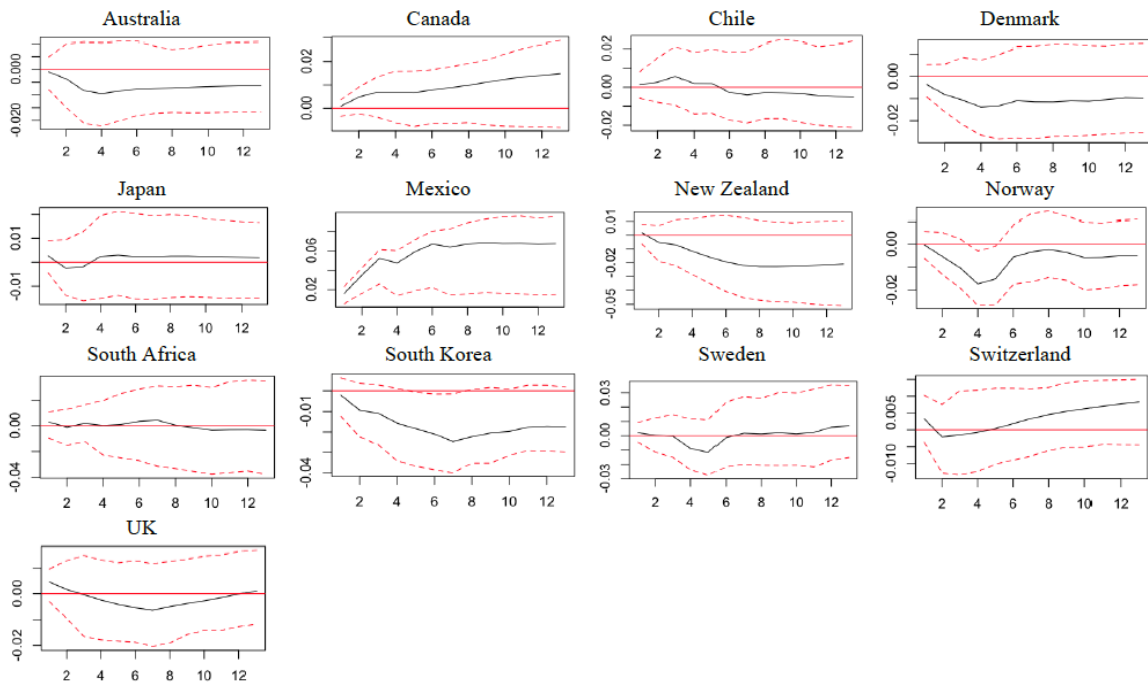 Australia Canada Chile Denmark
0.000 -0.020 2 4 6 8 10 12
0.02 0.00 2 4 6 8 10 12
0.02 0.00 -0.02 2 4 6 8 10 12
0.00 -0.02 2 4 6 8 10 12
Japan Mexico New Zealand Norway
0.01 -0.01 2 4 6 8 10 12
0.06 0.02 2 4 6 8 10 12
0.01 -0.02 -0.05 2 4 6 8 10 12
0.00 -0.02 2 4 6 8 10 12
South Africa South Korea Sweden Switzerland
0.00 -0.04 2 4 6 8 10 12
-0.01 -0.04 2 4 6 8 10 12
0.03 0.00 -0.03 2 4 6 8 10 12
0.005 -0.010 2 4 6 8 10 12
UK
0.00 -0.02 2 4 6 8 10 12